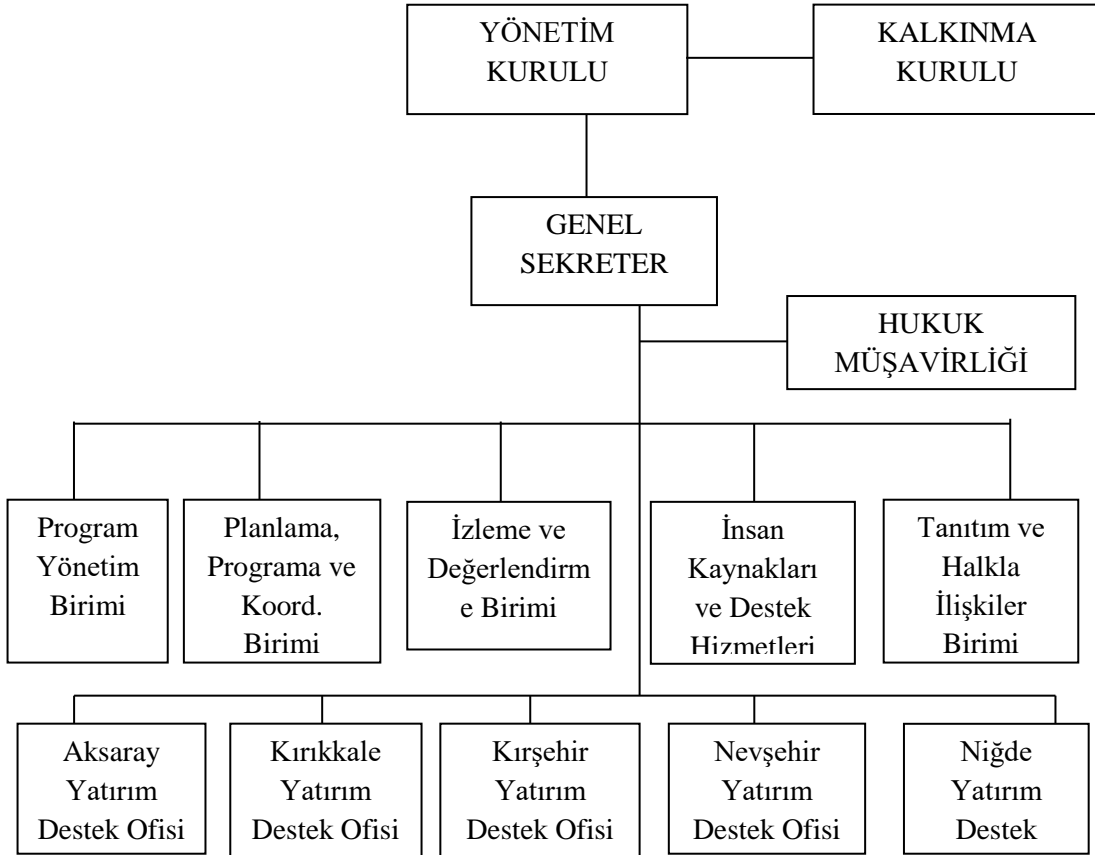 YÖNETİM
KURULU
KALKINMA
KURULU
GENEL
SEKRETER
HUKUK
MÜŞAVİRLİĞİ
Program
Yönetim
Birimi
Planlama,
Programa ve
Koord.
Birimi
İzleme ve
Değerlendirm
e Birimi
İnsan
Kaynakları
ve Destek
Hizmetleri
Tanıtım ve
Halkla
İlişkiler
Birimi
Aksaray
Yatırım
Destek Ofisi
Kırıkkale
Yatırım
Destek Ofisi
Kırşehir
Yatırım
Destek Ofisi
Nevşehir
Yatırım
Destek Ofisi
Niğde
Yatırım
Destek